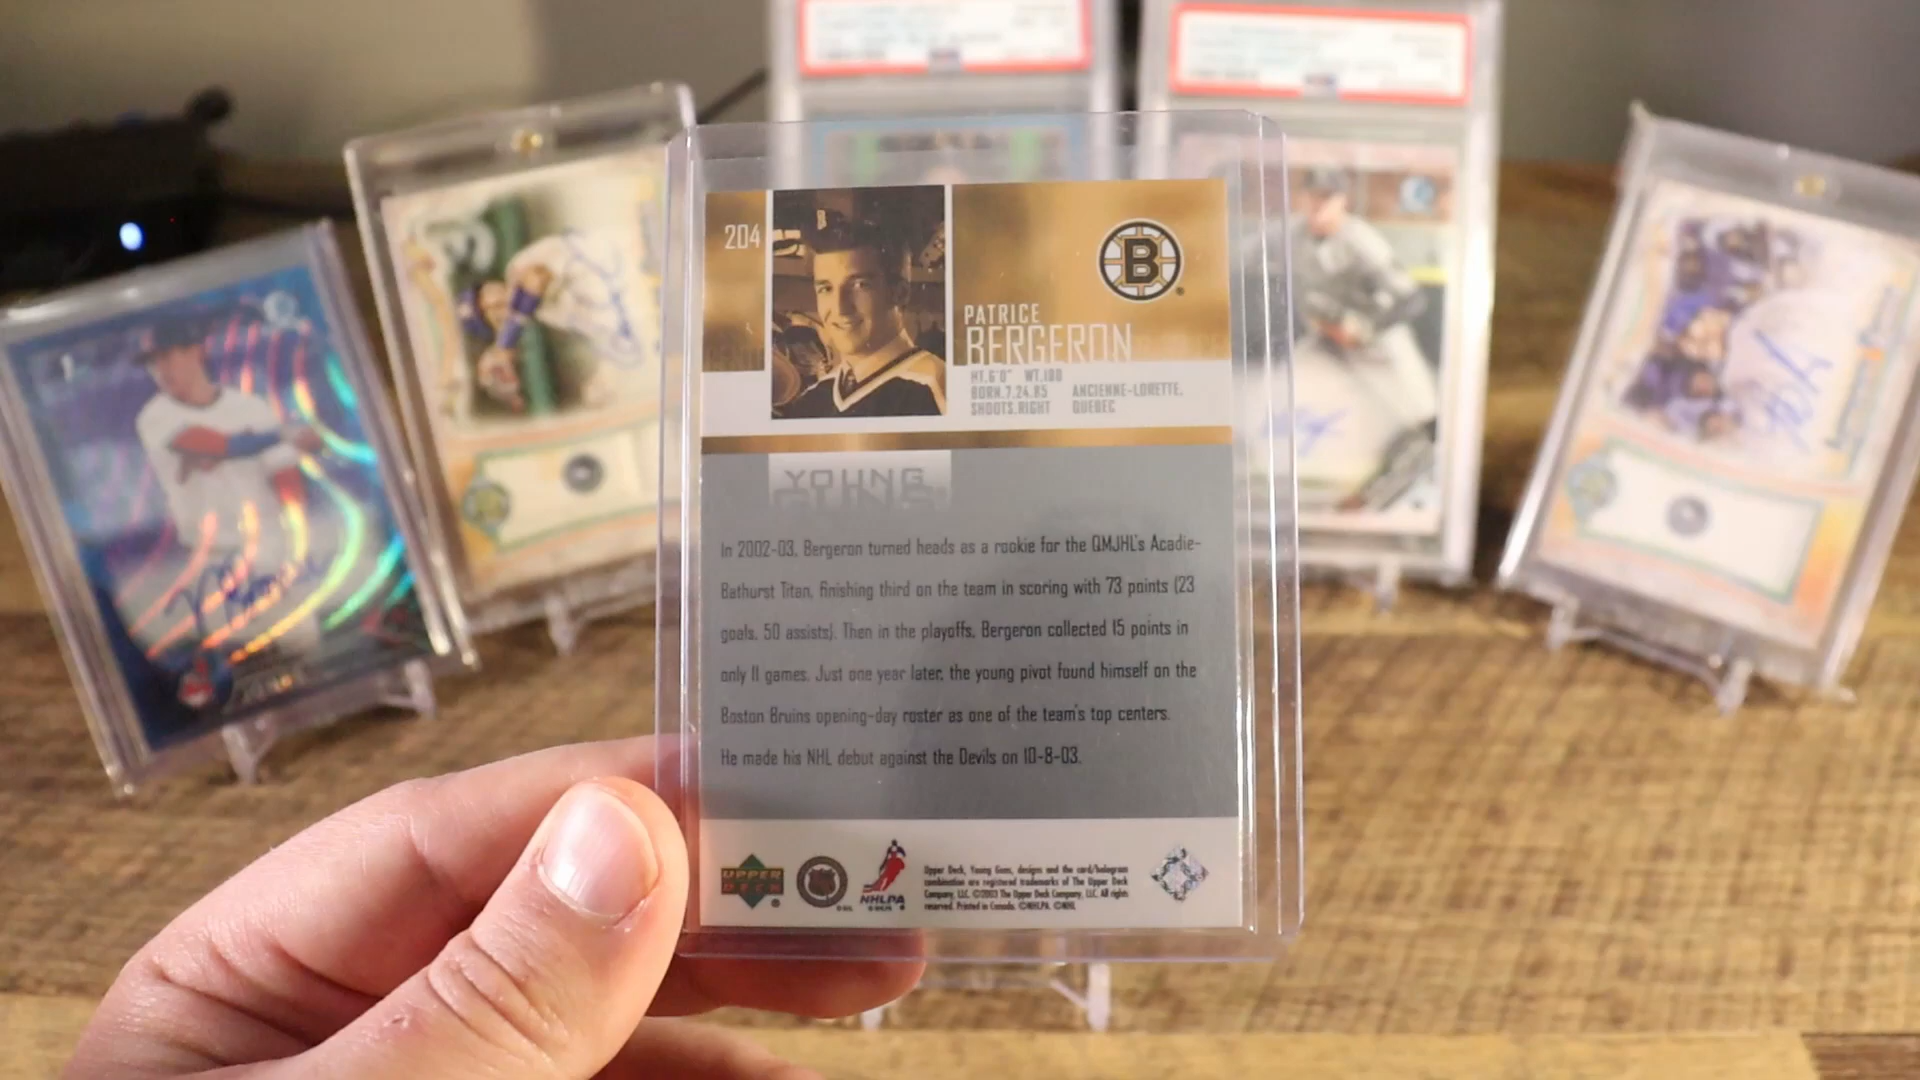 204
PATRICE
BERGERON
HT.6'0" WT.180
BORN.7.24.85
SHOOTS.RIGHT
ANCIENNE-LORETTE,
QUEBEC
B
YOUNG
GUNS
In 2002-03, Bergeron turned heads as a rookie for the QMJHL's Acadie-
Bathurst Titan, finishing third on the team in scoring with 73 points (23
goals, 50 assists). Then in the playoffs, Bergeron collected 15 points in
only 11 games. Just one year later, the young pivot found himself on the
Boston Bruins opening-day roster as one of the team's top centers.
He made his NHL debut against the Devils on 10-8-03.
UPPER
DECK
NHLPA
Upper Deck, Young Guns, designs and the card/hologram
combination are registered trademarks of The Upper Deck
Company, LLC. ©2003 The Upper Deck Company, LLC. All rights
reserved. Printed in Canada. ©NHLPA ©NHL